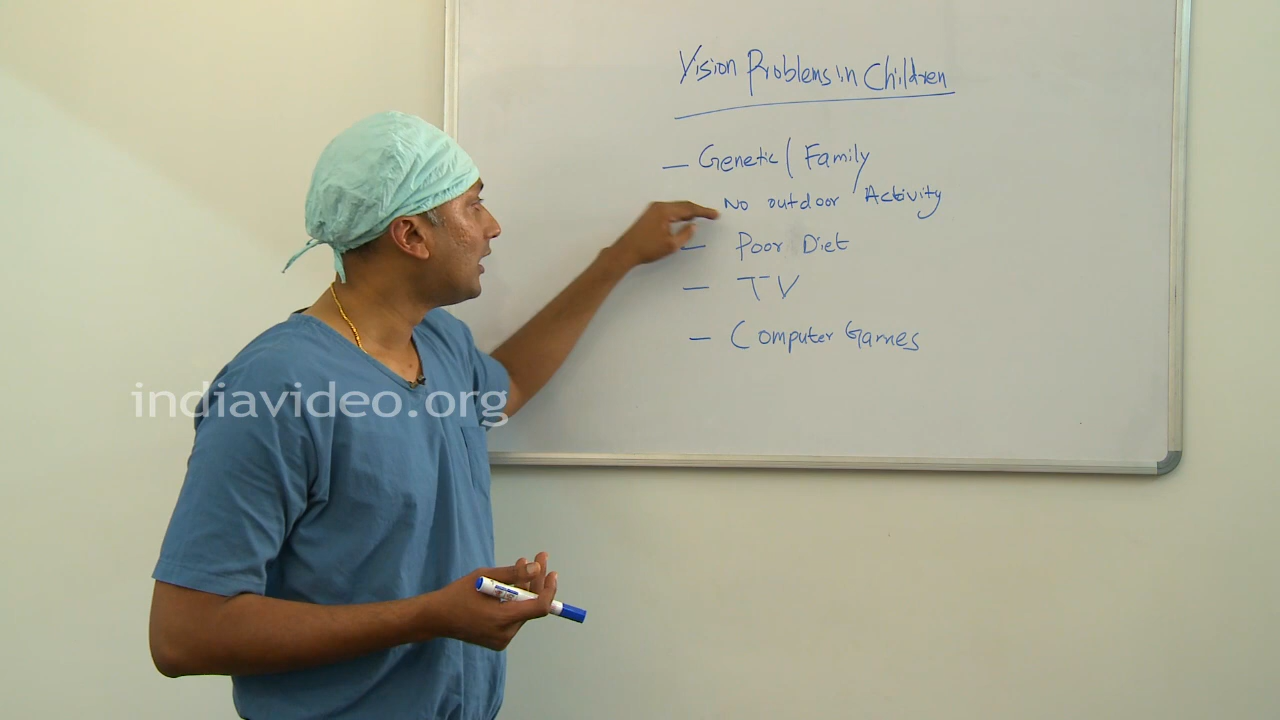 Vision Problems in Children
— Genetic / Family
No outdoor Activity
— Poor Diet
— TV
— Computer Games
indiavideo.org